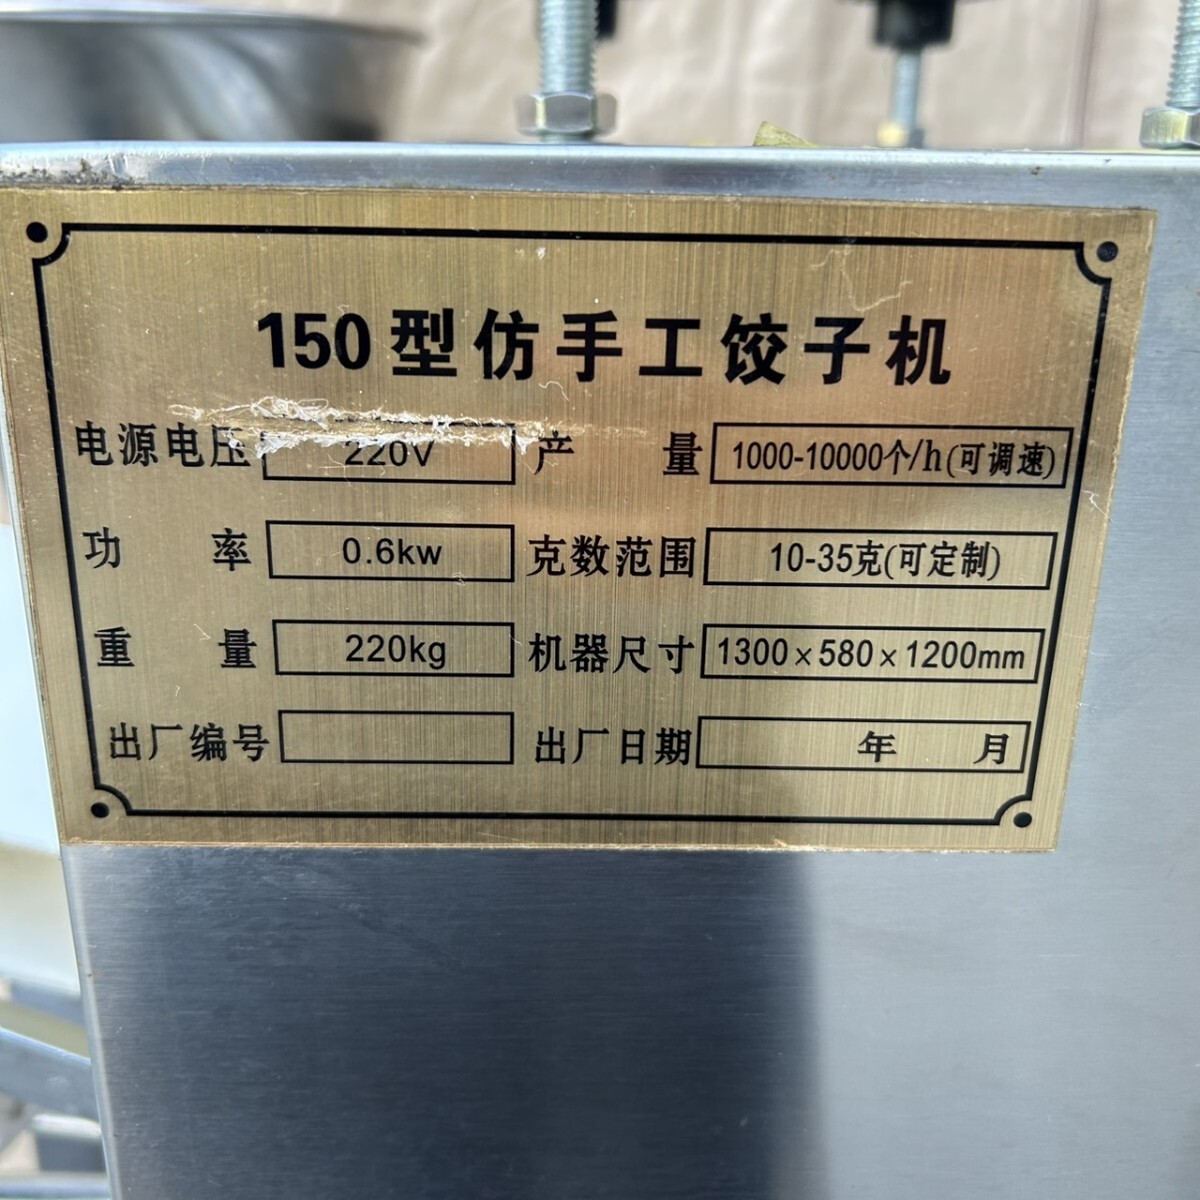 150型仿手工饺子机
电源电压 220V 产量 1000-10000个/h(可调速)
功率 0.6kw 克数范围 10-35克(可定制)
重量 220kg 机器尺寸 1300×580×1200mm
出厂编号 出厂日期 年 月